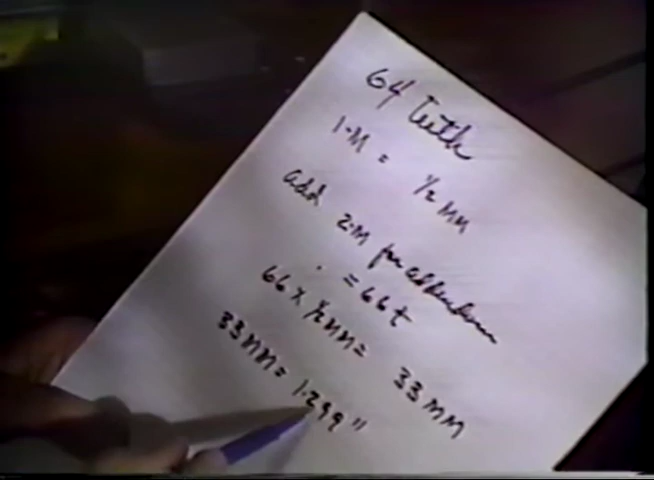 64 Teeth
1·M = 1/2 MM
add 2·M for addendum
∴ = 66 t
66 X 1/2 MM = 33 MM
33 MM = 1.299"